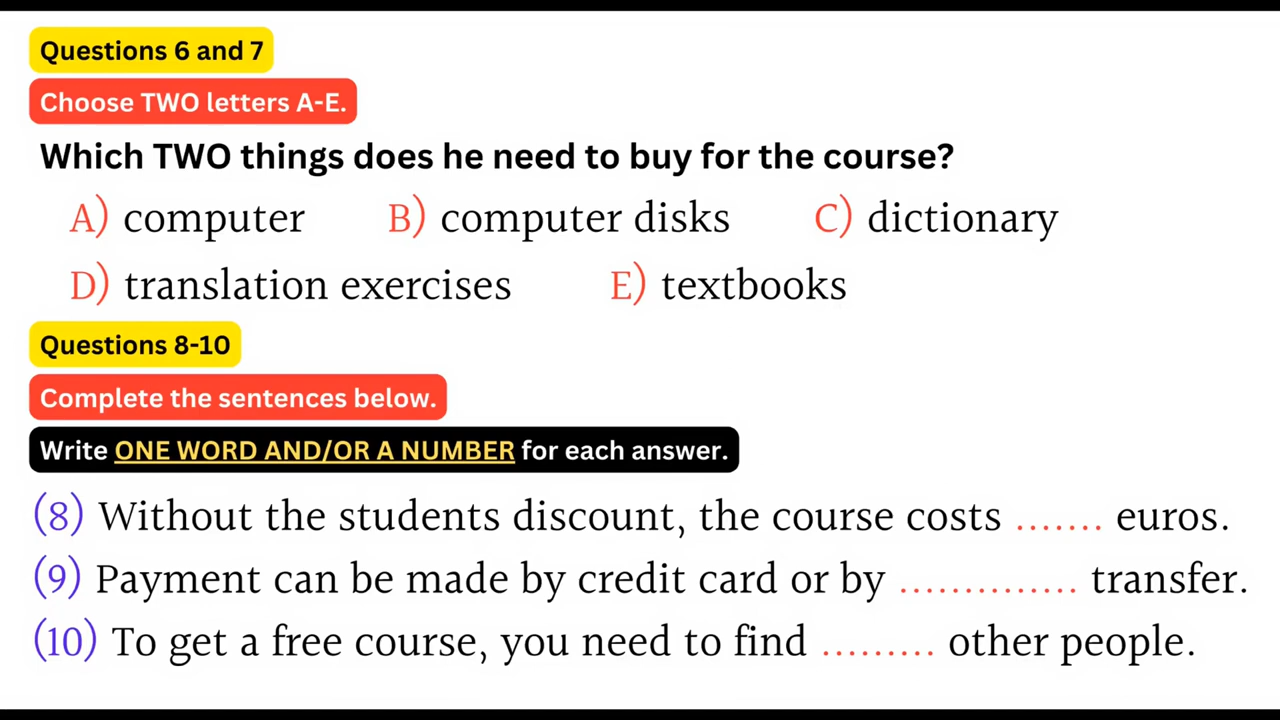 Questions 6 and 7
Choose TWO letters A-E.
Which TWO things does he need to buy for the course?
A) computer B) computer disks C) dictionary
D) translation exercises E) textbooks
Questions 8-10
Complete the sentences below.
Write ONE WORD AND/OR A NUMBER for each answer.
(8) Without the students discount, the course costs ....... euros.
(9) Payment can be made by credit card or by .............. transfer.
(10) To get a free course, you need to find ......... other people.